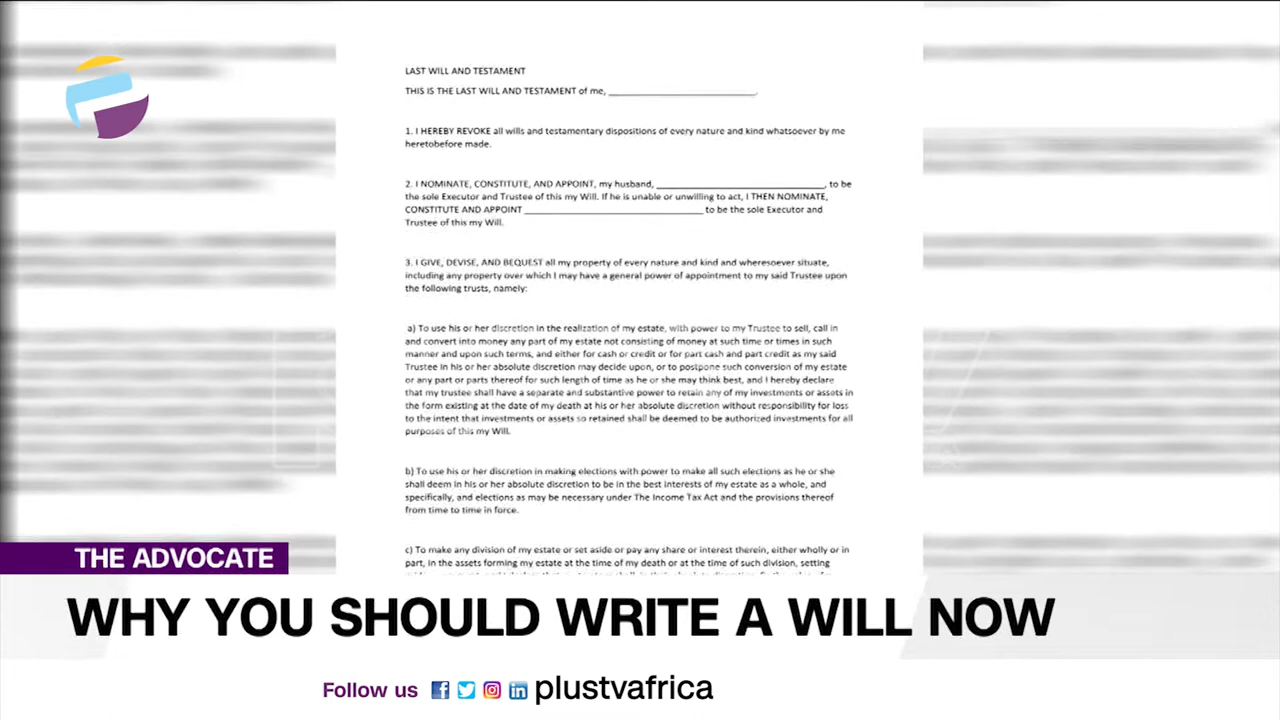 LAST WILL AND TESTAMENT
THIS IS THE LAST WILL AND TESTAMENT of me, ______________________________.
1. I HEREBY REVOKE all wills and testamentary dispositions of every nature and kind whatsoever by me
heretobefore made.
2. I NOMINATE, CONSTITUTE, AND APPOINT, my husband, __________________________________, to be
the sole Executor and Trustee of this my Will. If he is unable or unwilling to act, I THEN NOMINATE,
CONSTITUTE AND APPOINT ____________________________________ to be the sole Executor and
Trustee of this my Will.
3. I GIVE, DEVISE, AND BEQUEST all my property of every nature and kind and wheresoever situate,
including any property over which I may have a general power of appointment to my said Trustee upon
the following trusts, namely:
a) To use his or her discretion in the realization of my estate, with power to my Trustee to sell, call in
and convert into money any part of my estate not consisting of money at such time or times in such
manner and upon such terms, and either for cash or credit or for part cash and part credit as my said
Trustee in his or her absolute discretion may decide upon, or to postpone such conversion of my estate
or any part or parts thereof for such length of time as he or she may think best, and I hereby declare
that my trustee shall have a separate and substantive power to retain any of my investments or assets in
the form existing at the date of my death at his or her absolute discretion without responsibility for loss
to the intent that investments or assets so retained shall be deemed to be authorized investments for all
purposes of this my Will.
b) To use his or her discretion in making elections with power to make all such elections as he or she
shall deem in his or her absolute discretion to be in the best interests of my estate as a whole, and
specifically, and elections as may be necessary under The Income Tax Act and the provisions thereof
from time to time in force.
c) To make any division of my estate or set aside or pay any share or interest therein, either wholly or in
part, in the assets forming my estate at the time of my death or at the time of such division, setting
THE ADVOCATE
WHY YOU SHOULD WRITE A WILL NOW
Follow us plustvafrica